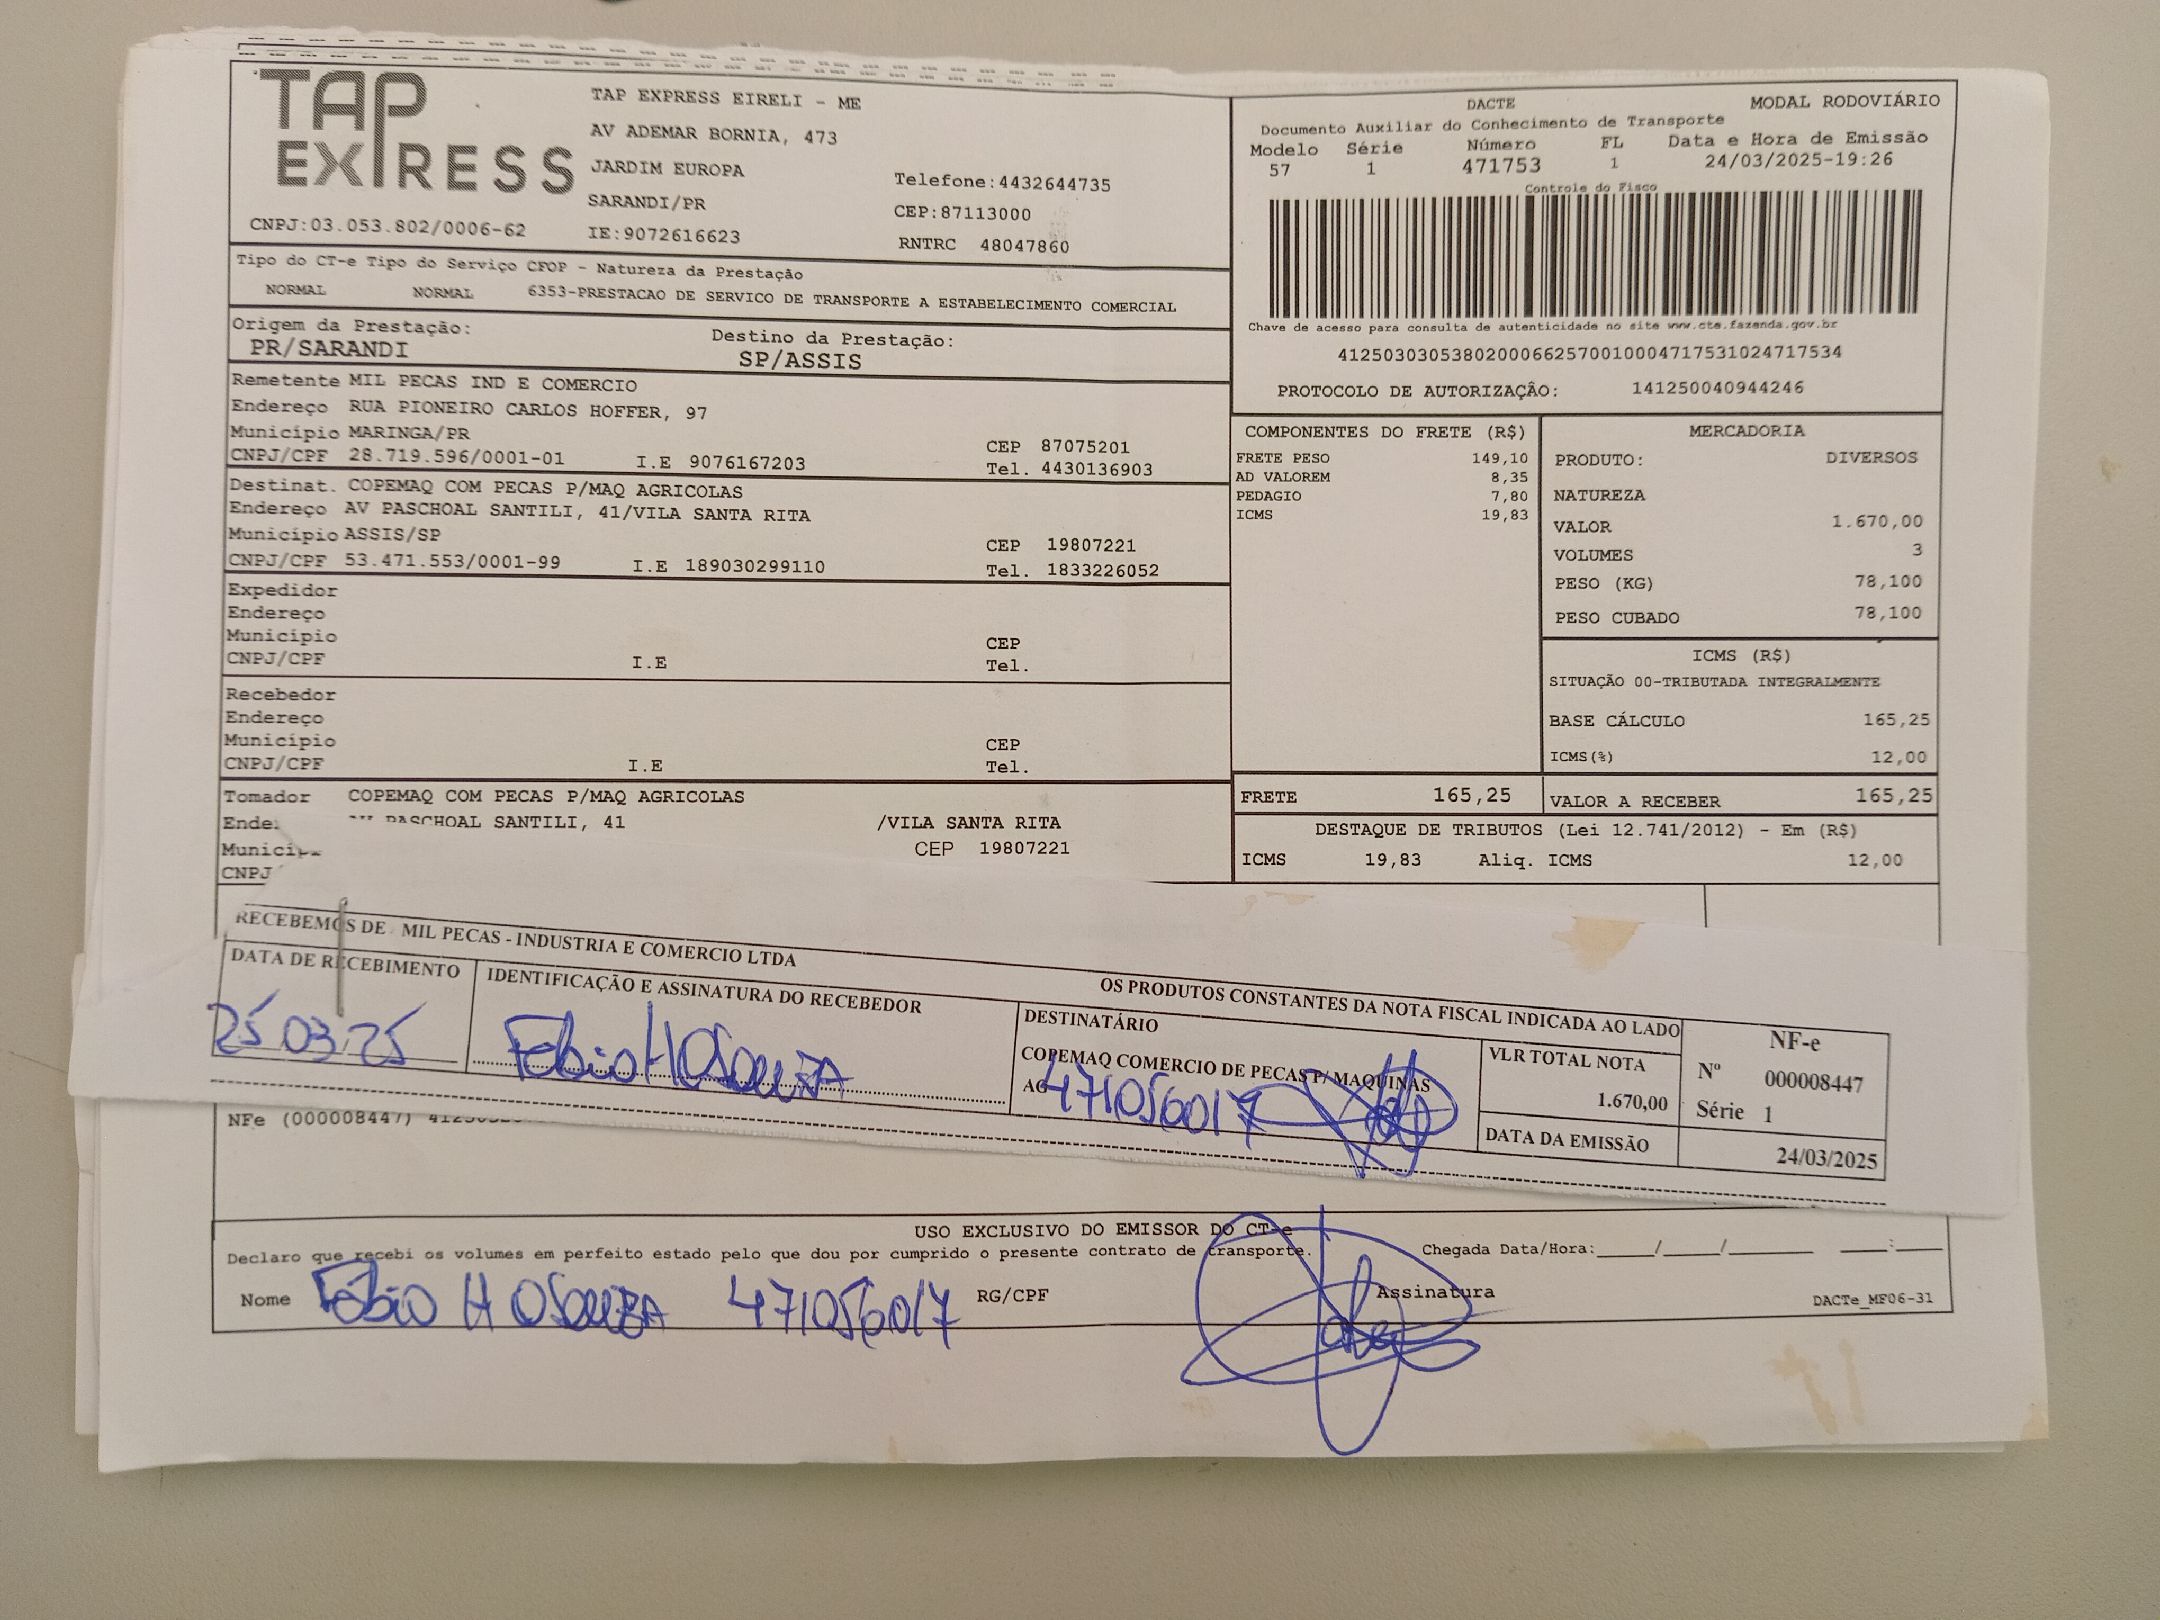 TAP
EXPRESS
CNPJ:03.053.802/0006-62
TAP EXPRESS EIRELI - ME
AV ADEMAR BORNIA, 473
JARDIM EUROPA
SARANDI/PR
IE:9072616623
Telefone:4432644735
CEP:87113000
RNTRC 48047860
DACTE MODAL RODOVIÁRIO
Documento Auxiliar do Conhecimento de Transporte
Modelo Série Número FL Data e Hora de Emissão
57 1 471753 1 24/03/2025-19:26
Controle do Fisco
Chave de acesso para consulta de autenticidade no site www.cte.fazenda.gov.br
41250303053802000662570010004717531024717534
PROTOCOLO DE AUTORIZAÇÂO: 141250040944246
Tipo do CT-e Tipo do Serviço CFOP - Natureza da Prestação
NORMAL NORMAL 6353-PRESTACAO DE SERVICO DE TRANSPORTE A ESTABELECIMENTO COMERCIAL
Origem da Prestação: Destino da Prestação:
PR/SARANDI SP/ASSIS
Remetente MIL PECAS IND E COMERCIO
Endereço RUA PIONEIRO CARLOS HOFFER, 97
Município MARINGA/PR CEP 87075201
CNPJ/CPF 28.719.596/0001-01 I.E 9076167203 Tel. 4430136903
Destinat. COPEMAQ COM PECAS P/MAQ AGRICOLAS
Endereço AV PASCHOAL SANTILI, 41/VILA SANTA RITA
Município ASSIS/SP CEP 19807221
CNPJ/CPF 53.471.553/0001-99 I.E 189030299110 Tel. 1833226052
Expedidor
Endereço
Município CEP
CNPJ/CPF I.E Tel.
Recebedor
Endereço
Município CEP
CNPJ/CPF I.E Tel.
Tomador COPEMAQ COM PECAS P/MAQ AGRICOLAS
PASCHOAL SANTILI, 41 /VILA SANTA RITA
CEP 19807221
CNPJ
COMPONENTES DO FRETE (R$)
FRETE PESO 149,10
AD VALOREM 8,35
PEDAGIO 7,80
ICMS 19,83
MERCADORIA
PRODUTO: DIVERSOS
NATUREZA
VALOR 1.670,00
VOLUMES 3
PESO (KG) 78,100
PESO CUBADO 78,100
ICMS (R$)
SITUAÇÃO 00-TRIBUTADA INTEGRALMENTE
BASE CÁLCULO 165,25
ICMS(%) 12,00
FRETE 165,25 VALOR A RECEBER 165,25
DESTAQUE DE TRIBUTOS (Lei 12.741/2012) - Em (R$)
ICMS 19,83 Aliq. ICMS 12,00
RECEBEMOS DE MIL PECAS - INDUSTRIA E COMERCIO LTDA OS PRODUTOS CONSTANTES DA NOTA FISCAL INDICADA AO LADO
DATA DE RECEBIMENTO
25 03 25
IDENTIFICAÇÃO E ASSINATURA DO RECEBEDOR
Fabio H O Souza
DESTINATÁRIO
COPEMAQ COMERCIO DE PECAS P/ MAQUINAS
AG 471056017
VLR TOTAL NOTA
1.670,00
DATA DA EMISSÃO
24/03/2025
NF-e
Nº 000008447
Série 1
NFe (000008447)
USO EXCLUSIVO DO EMISSOR DO CT-e
Declaro que recebi os volumes em perfeito estado pelo que dou por cumprido o presente contrato de transporte. Chegada Data/Hora:_____/_____/________ ____:____
Nome Fabio H O Souza 471056017 RG/CPF Assinatura
DACTe_MF06-31